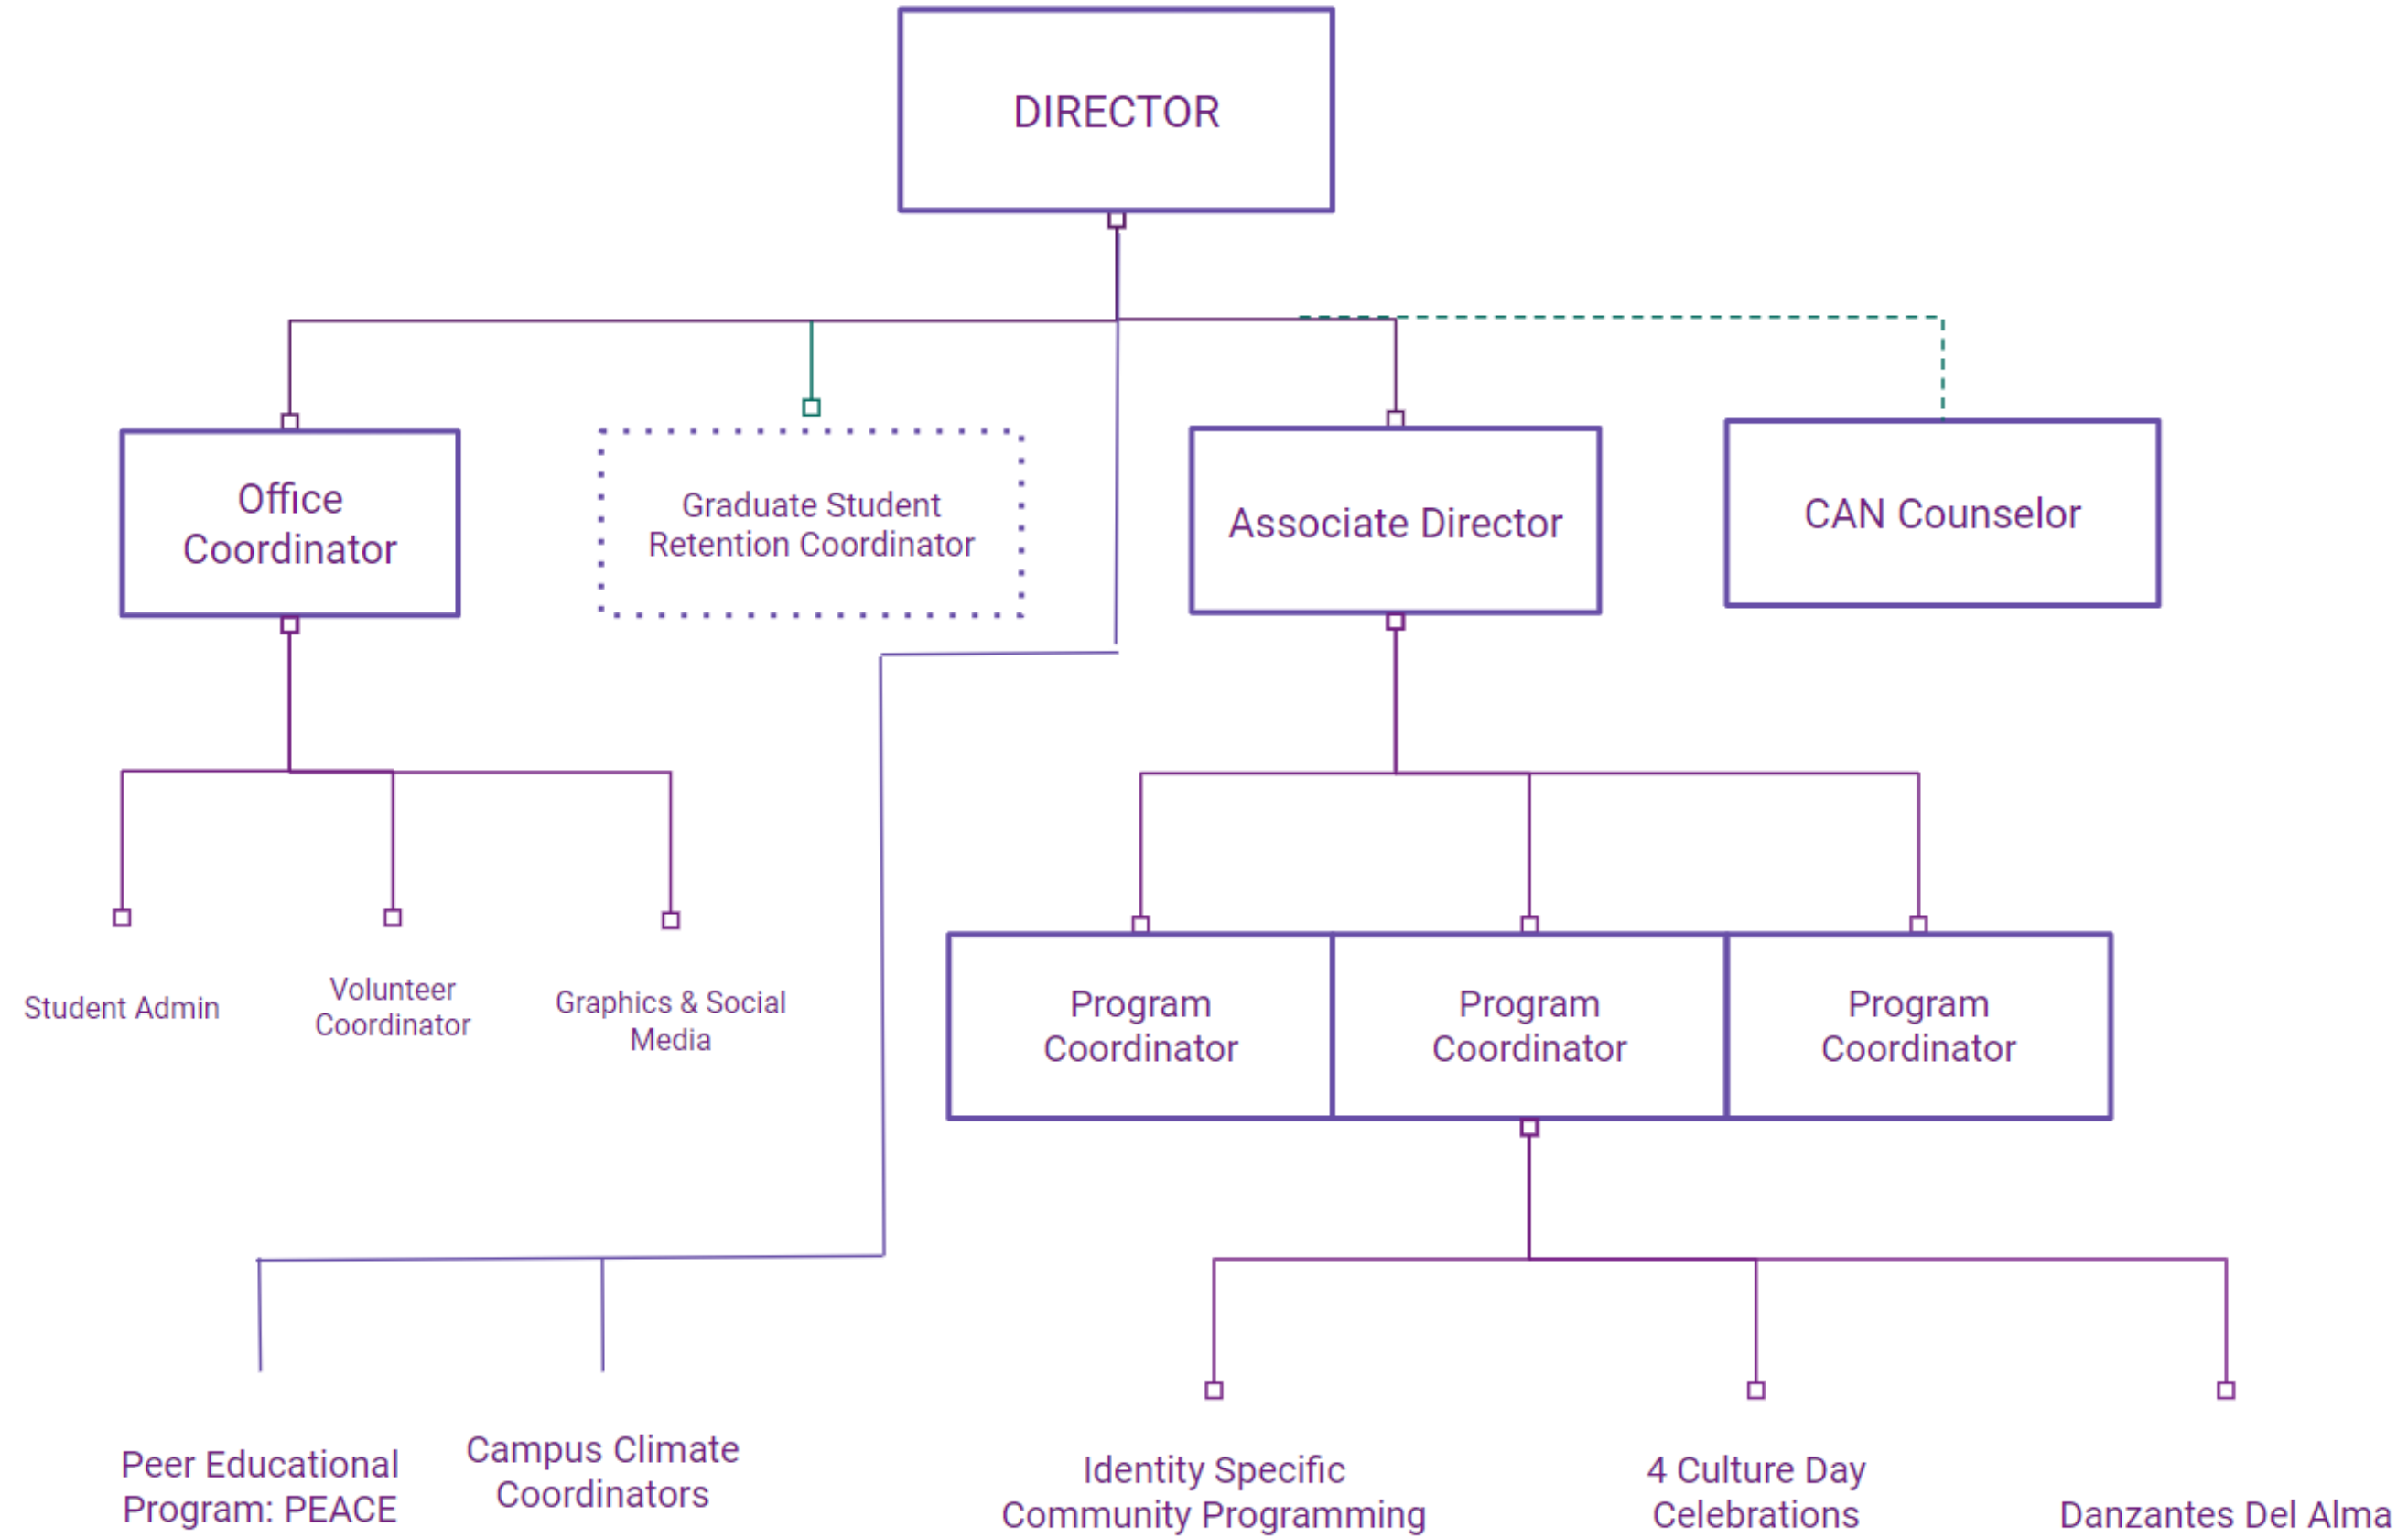 DIRECTOR
Office
Coordinator
Graduate Student
Retention Coordinator
Associate Director
CAN Counselor
Student Admin
Volunteer
Coordinator
Graphics & Social
Media
Program
Coordinator
Program
Coordinator
Program
Coordinator
Peer Educational
Program: PEACE
Campus Climate
Coordinators
Identity Specific
Community Programming
4 Culture Day
Celebrations
Danzantes Del Alma